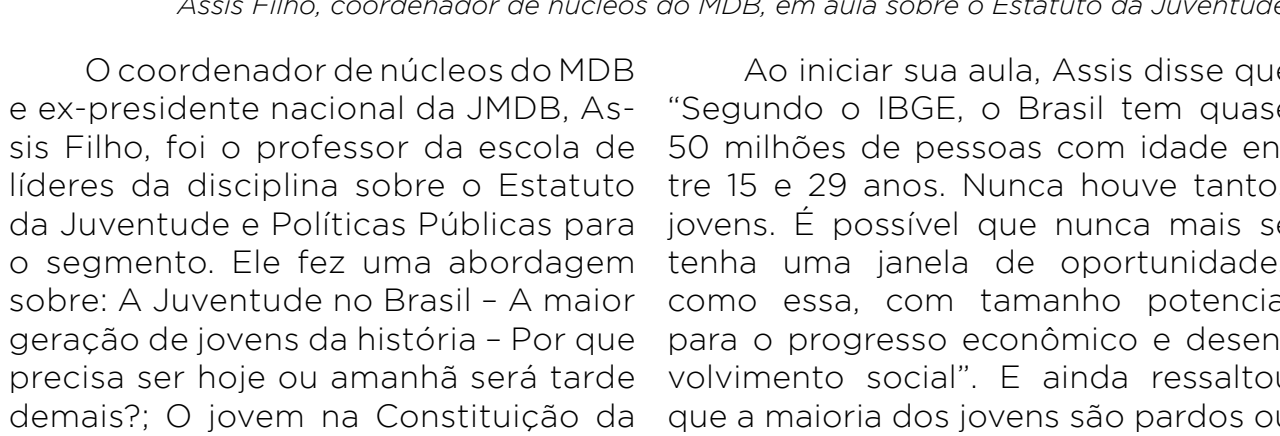 Assis Filho, coordenador de núcleos do MDB, em aula sobre o Estatuto da Juventude
O coordenador de núcleos do MDB
e ex-presidente nacional da JMDB, As-
sis Filho, foi o professor da escola de
líderes da disciplina sobre o Estatuto
da Juventude e Políticas Públicas para
o segmento. Ele fez uma abordagem
sobre: A Juventude no Brasil – A maior
geração de jovens da história – Por que
precisa ser hoje ou amanhã será tarde
demais?; O jovem na Constituição da
Ao iniciar sua aula, Assis disse que
“Segundo o IBGE, o Brasil tem quase
50 milhões de pessoas com idade en
tre 15 e 29 anos. Nunca houve tanto
jovens. É possível que nunca mais se
tenha uma janela de oportunidade
como essa, com tamanho potencia
para o progresso econômico e desen
volvimento social”. E ainda ressaltou
que a maioria dos jovens são pardos ou